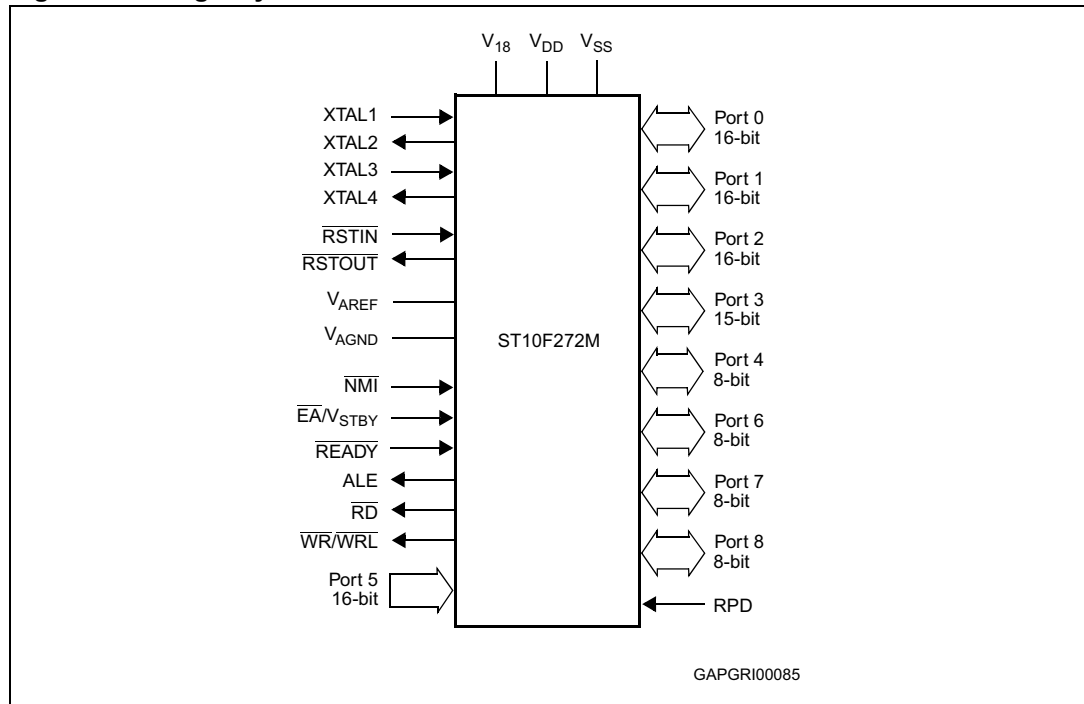 V18 VDD VSS
XTAL1
XTAL2
XTAL3
XTAL4
RSTIN
RSTOUT
VAREF
VAGND
NMI
EA/VSTBY
READY
ALE
RD
WR/WRL
Port 5
16-bit
ST10F272M
Port 0
16-bit
Port 1
16-bit
Port 2
16-bit
Port 3
15-bit
Port 4
8-bit
Port 6
8-bit
Port 7
8-bit
Port 8
8-bit
RPD
GAPGRI00085